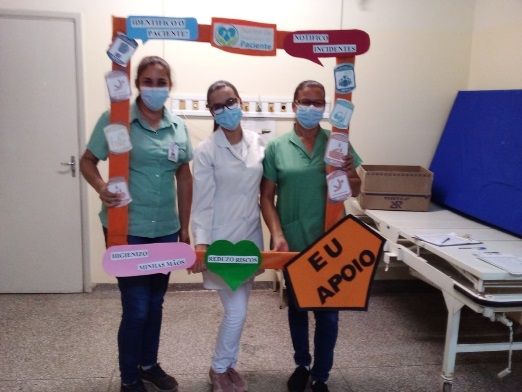 IDENTIFICO O
PACIENTE!
Paciente
NOTIFICO
INCIDENTES
HIGIENIZO
MINHAS MÃOS
REDUZO RISCOS
EU
APOIO